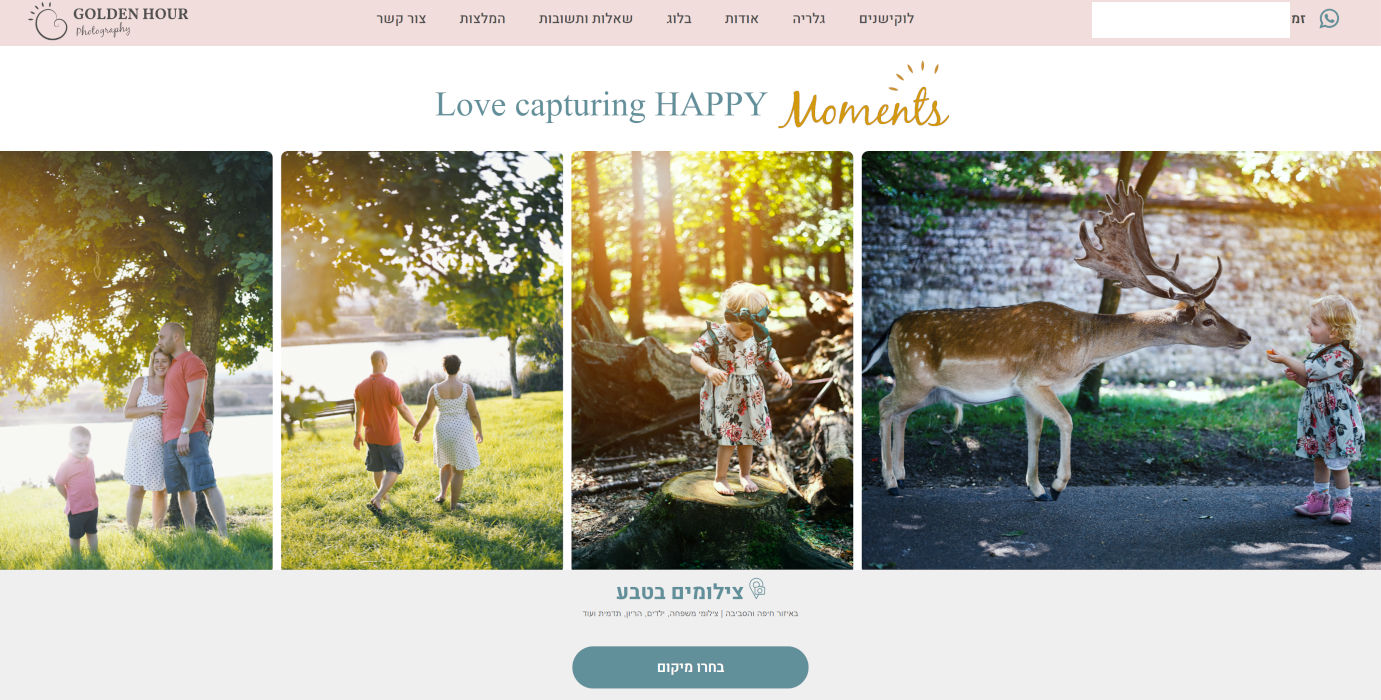 GOLDEN HOUR
Photography
לוקישנים גלריה אודות בלוג שאלות ותשובות המלצות צור קשר
Love capturing HAPPY Moments
צילומים בטבע
באיזור חיפה והסביבה | צילומי משפחה, ילדים, הריון, תדמית ועוד
בחרו מיקום